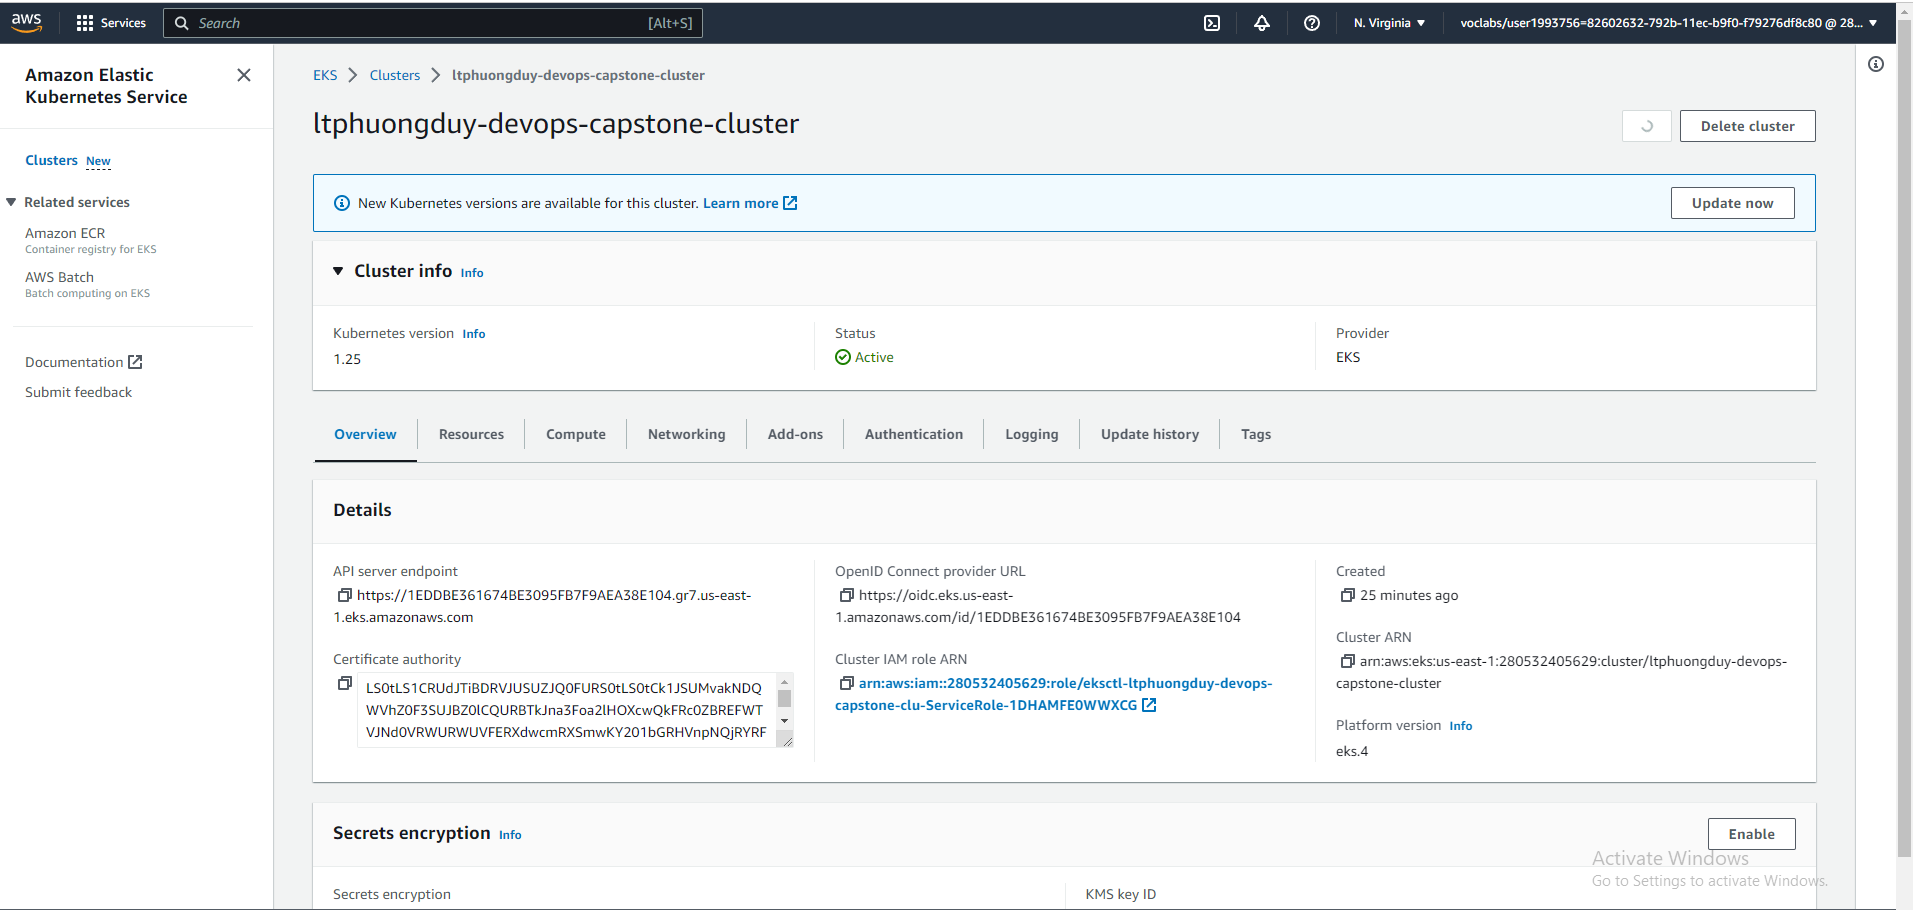 aws
Services
Search
[Alt+S]
N. Virginia
voclabs/user1993756=82602632-792b-11ec-b9f0-f79276df8c80 @ 28...
Amazon Elastic
Kubernetes Service
Clusters New
Related services
Amazon ECR
Container registry for EKS
AWS Batch
Batch computing on EKS
Documentation
Submit feedback
EKS
Clusters
ltphuongduy-devops-capstone-cluster
ltphuongduy-devops-capstone-cluster
Delete cluster
New Kubernetes versions are available for this cluster. Learn more
Update now
Cluster info Info
Kubernetes version Info
1.25
Status
Active
Provider
EKS
Overview
Resources
Compute
Networking
Add-ons
Authentication
Logging
Update history
Tags
Details
API server endpoint
https://1EDDBE361674BE3095FB7F9AEA38E104.gr7.us-east-
1.eks.amazonaws.com
Certificate authority
LS0tLS1CRUdJTiBDRVJUSUZJQ0FURS0tLS0tCk1JSUMvakNDQ
WVhZ0F3SUJBZ0lCQURBTkJna3Foa2lHOXcwQkFRc0ZBREFWT
VJNd0VRWURWUVFERXdwcmRXSmwKY201bGRHVnpNQjRYRF
OpenID Connect provider URL
https://oidc.eks.us-east-
1.amazonaws.com/id/1EDDBE361674BE3095FB7F9AEA38E104
Cluster IAM role ARN
arn:aws:iam::280532405629:role/eksctl-ltphuongduy-devops-
capstone-clu-ServiceRole-1DHAMFE0WWXCG
Created
25 minutes ago
Cluster ARN
arn:aws:eks:us-east-1:280532405629:cluster/ltphuongduy-devops-
capstone-cluster
Platform version Info
eks.4
Secrets encryption Info
Enable
Secrets encryption
KMS key ID
Activate Windows
Go to Settings to activate Windows.